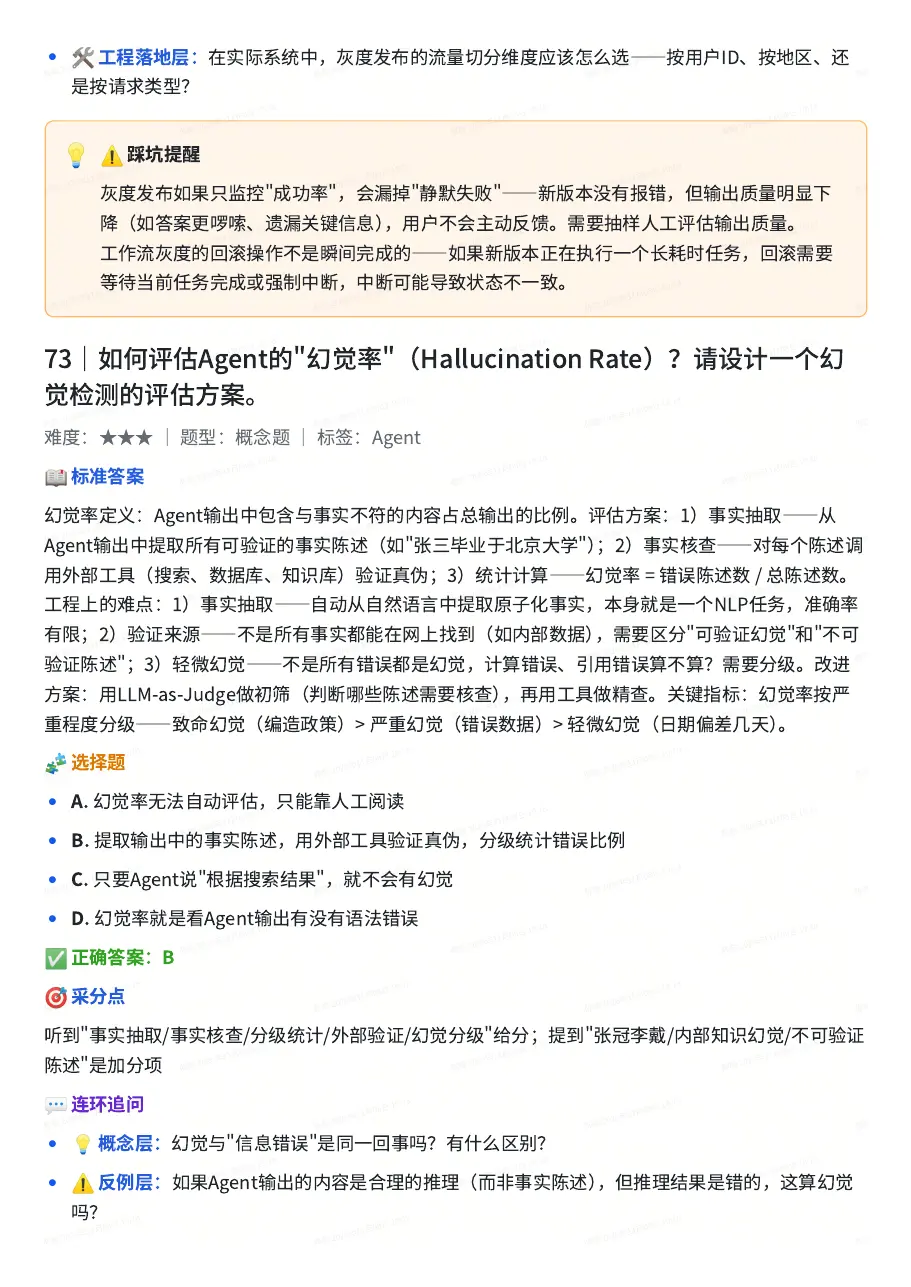 🛠️ 工程落地层：在实际系统中，灰度发布的流量切分维度应该怎么选——按用户ID、按地区、还
是按请求类型？
💡 ⚠️ 踩坑提醒
灰度发布如果只监控"成功率"，会漏掉"静默失败"——新版本没有报错，但输出质量明显下
降（如答案更啰嗦、遗漏关键信息），用户不会主动反馈。需要抽样人工评估输出质量。
工作流灰度的回滚操作不是瞬间完成的——如果新版本正在执行一个长耗时任务，回滚需要
等待当前任务完成或强制中断，中断可能导致状态不一致。
73｜如何评估Agent的"幻觉率"（Hallucination Rate）？请设计一个幻
觉检测的评估方案。
难度：★★★ ｜ 题型：概念题 ｜ 标签：Agent
📖 标准答案
幻觉率定义：Agent输出中包含与事实不符的内容占总输出的比例。评估方案：1）事实抽取——从
Agent输出中提取所有可验证的事实陈述（如"张三毕业于北京大学"）；2）事实核查——对每个陈述调
用外部工具（搜索、数据库、知识库）验证真伪；3）统计计算——幻觉率 = 错误陈述数 / 总陈述数。
工程上的难点：1）事实抽取——自动从自然语言中提取原子化事实，本身就是一个NLP任务，准确率
有限；2）验证来源——不是所有事实都能在网上找到（如内部数据），需要区分"可验证幻觉"和"不可
验证陈述"；3）轻微幻觉——不是所有错误都是幻觉，计算错误、引用错误算不算？需要分级。改进
方案：用LLM-as-Judge做初筛（判断哪些陈述需要核查），再用工具做精查。关键指标：幻觉率按严
重程度分级——致命幻觉（编造政策）> 严重幻觉（错误数据）> 轻微幻觉（日期偏差几天）。
🧩 选择题
A. 幻觉率无法自动评估，只能靠人工阅读
B. 提取输出中的事实陈述，用外部工具验证真伪，分级统计错误比例
C. 只要Agent说"根据搜索结果"，就不会有幻觉
D. 幻觉率就是看Agent输出有没有语法错误
✅ 正确答案：B
🎯 采分点
听到"事实抽取/事实核查/分级统计/外部验证/幻觉分级"给分；提到"张冠李戴/内部知识幻觉/不可验证
陈述"是加分项
💬 连环追问
💡 概念层：幻觉与"信息错误"是同一回事吗？有什么区别？
⚠️ 反例层：如果Agent输出的内容是合理的推理（而非事实陈述），但推理结果是错的，这算幻觉
吗？